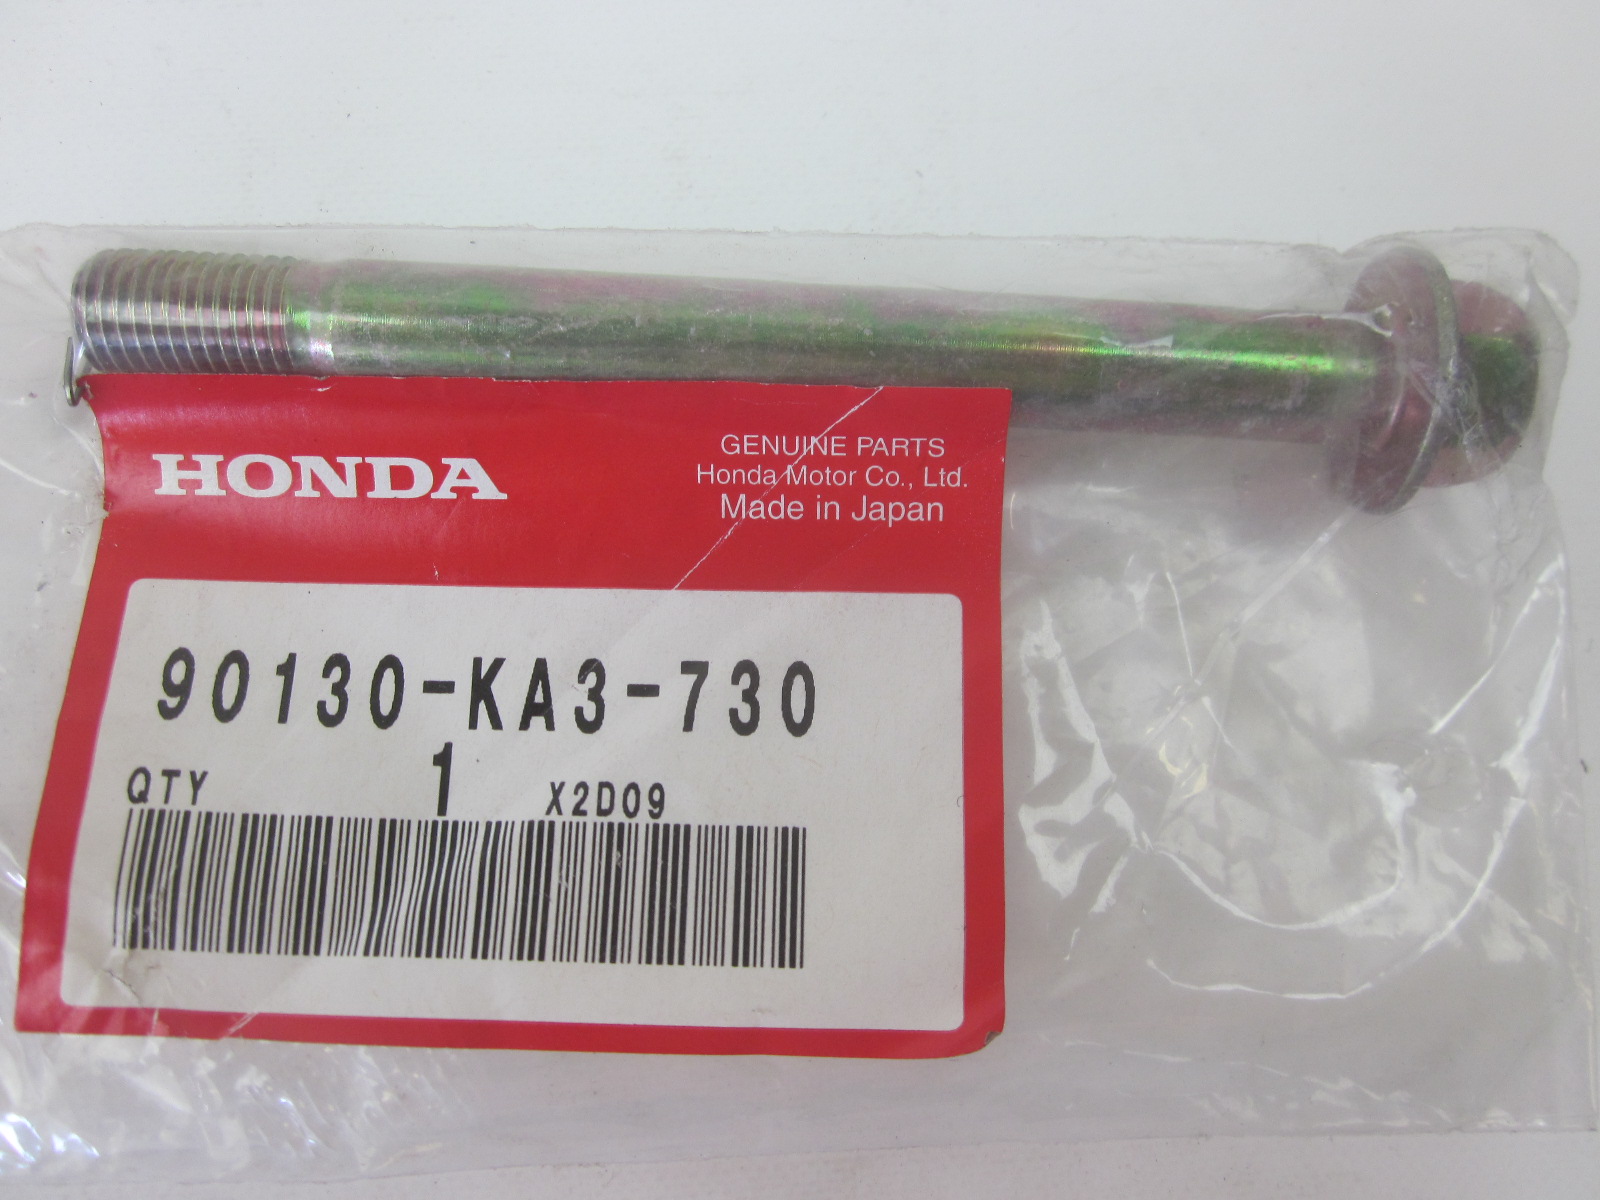 HONDA
GENUINE PARTS
Honda Motor Co., Ltd.
Made in Japan
90130-KA3-730
QTY 1 X2D09